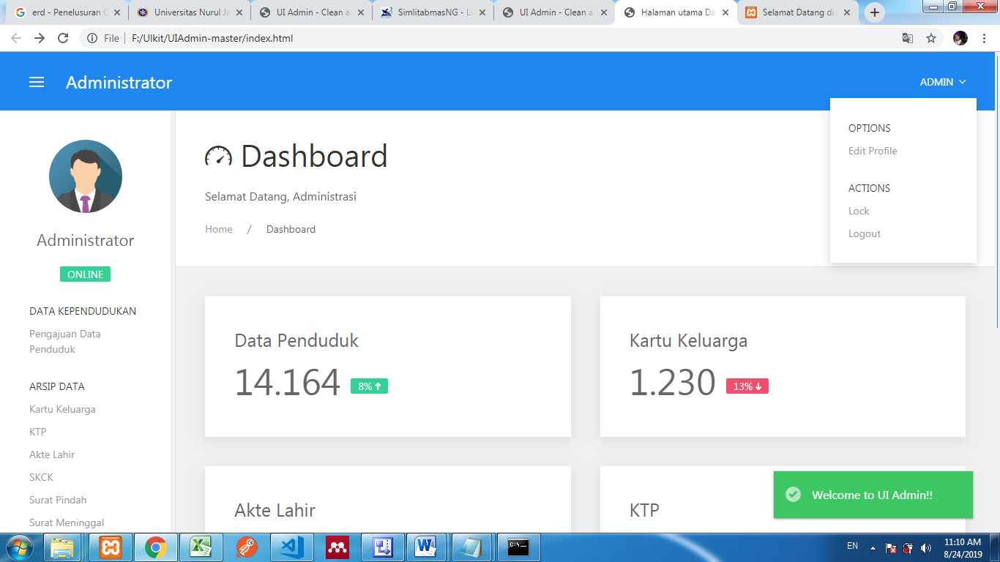 erd - Penelusuran G
Universitas Nurul Ja
UI Admin - Clean a
SimlitabmasNG - Lo
UI Admin - Clean a
Halaman utama Da
Selamat Datang di
File
F:/UIkit/UIAdmin-master/index.html
Administrator
ADMIN
OPTIONS
Edit Profile
ACTIONS
Lock
Logout
Administrator
ONLINE
DATA KEPENDUDUKAN
Pengajuan Data
Penduduk
ARSIP DATA
Kartu Keluarga
KTP
Akte Lahir
SKCK
Surat Pindah
Surat Meninggal
Dashboard
Selamat Datang, Administrasi
Home / Dashboard
Data Penduduk
14.164 8%
Kartu Keluarga
1.230 13%
Akte Lahir
KTP
Welcome to UI Admin!!
EN
11:10 AM
8/24/2019